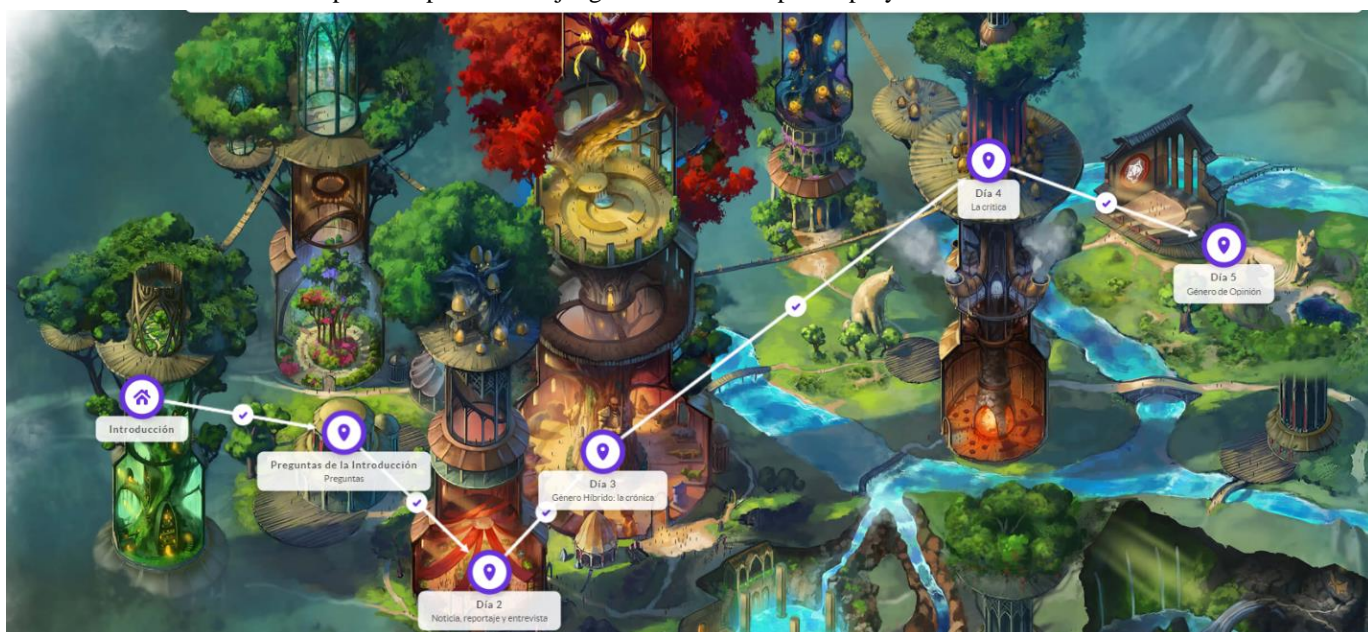 Introducción
Preguntas de la Introducción
Preguntas
Día 2
Noticia, reportaje y entrevista
Día 3
Género Híbrido: la crónica
Día 4
La crítica
Día 5
Género de Opinión